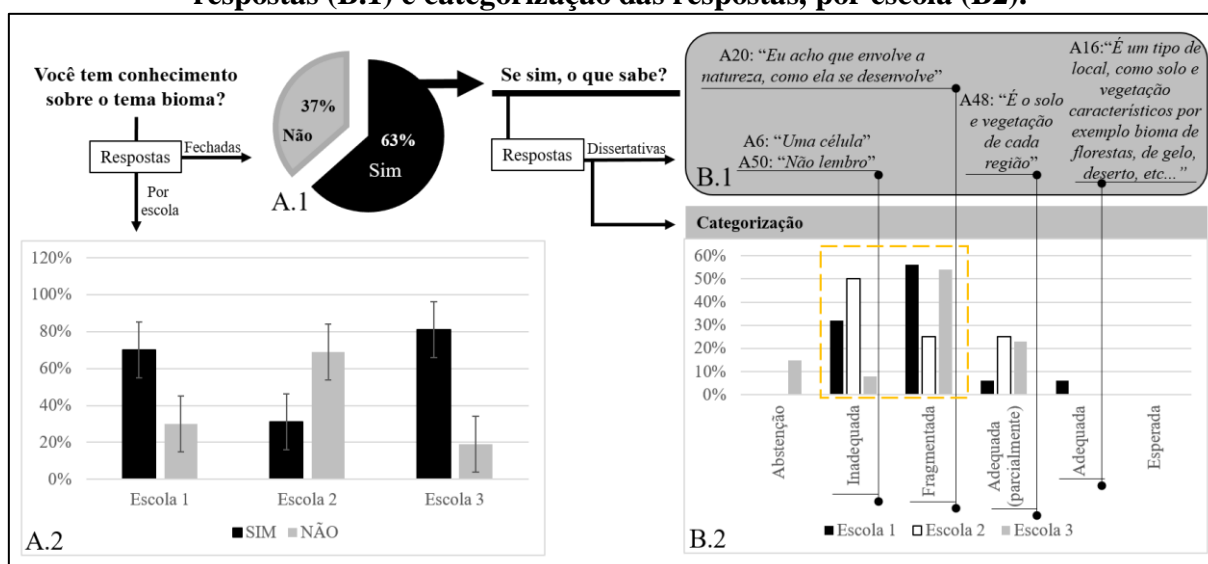 respostas (B.1) e categorização das respostas, por escola (B2).
Você tem conhecimento
sobre o tema bioma?
Respostas
Fechadas
Por
escola
37%
Não
63%
Sim
A.1
Se sim, o que sabe?
Respostas
Dissertativas
A20: “Eu acho que envolve a
natureza, como ela se desenvolve”
A6: “Uma célula”
A50: “Não lembro”
B.1
A48: “É o solo
e vegetação
de cada
região”
A16:“É um tipo de
local, como solo e
vegetação
característicos por
exemplo bioma de
florestas, de gelo,
deserto, etc...”
120%
100%
80%
60%
40%
20%
0%
Escola 1
Escola 2
Escola 3
SIM
NÃO
A.2
Categorização
60%
50%
40%
30%
20%
10%
0%
Abstenção
Inadequada
Fragmentada
Adequada
(parcialmente)
Adequada
Esperada
Escola 1
Escola 2
Escola 3
B.2